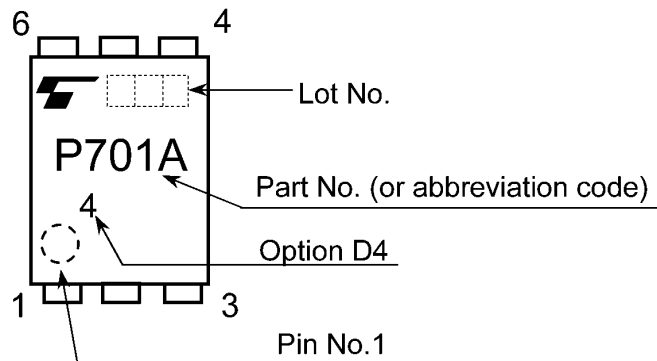 6 4
Lot No.
P701A
Part No. (or abbreviation code)
4
Option D4
1 3
Pin No.1